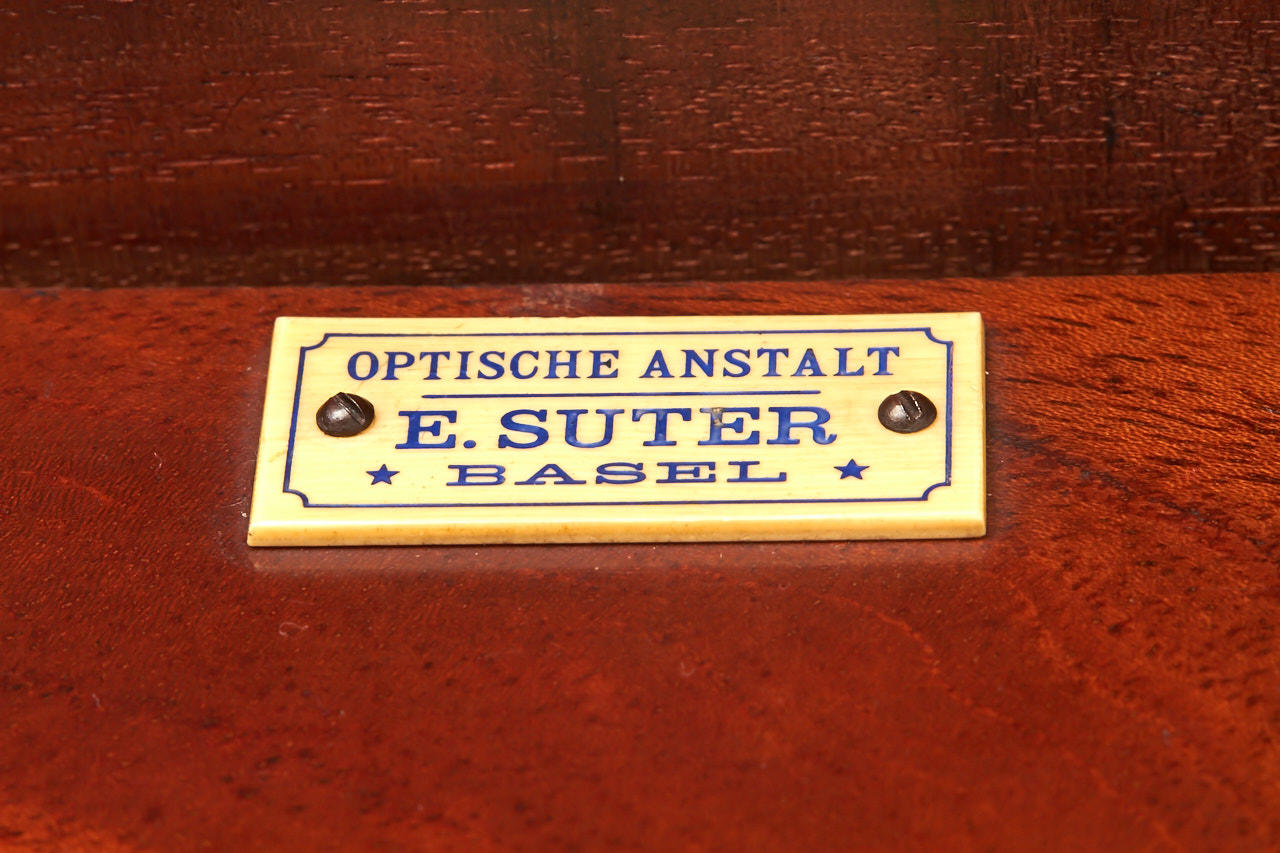 OPTISCHE ANSTALT
E. SUTER
★ BASEL ★